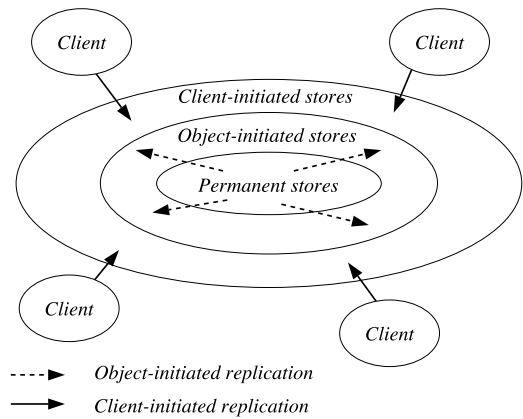 Client
Client
Client-initiated stores
Object-initiated stores
Permanent stores
Client
Client
Object-initiated replication
Client-initiated replication